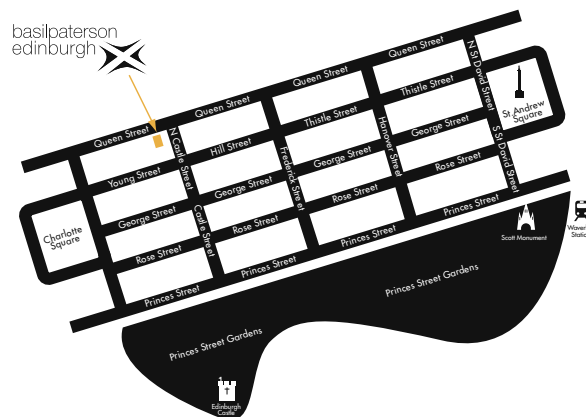 basilpaterson
edinburgh
Queen Street
Queen Street
Queen Street
Queen Street
N St David Street
Thistle Street
Thistle Street
St Andrew
Square
N Castle Street
Hill Street
Young Street
Frederick Street
Hanover Street
George Street
George Street
George Street
George Street
S St David Street
Rose Street
Rose Street
Rose Street
Rose Street
Castle Street
Charlotte
Square
Princes Street
Princes Street
Princes Street
Princes Street
Scott Monument
Princes Street Gardens
Princes Street Gardens
Edinburgh
Castle